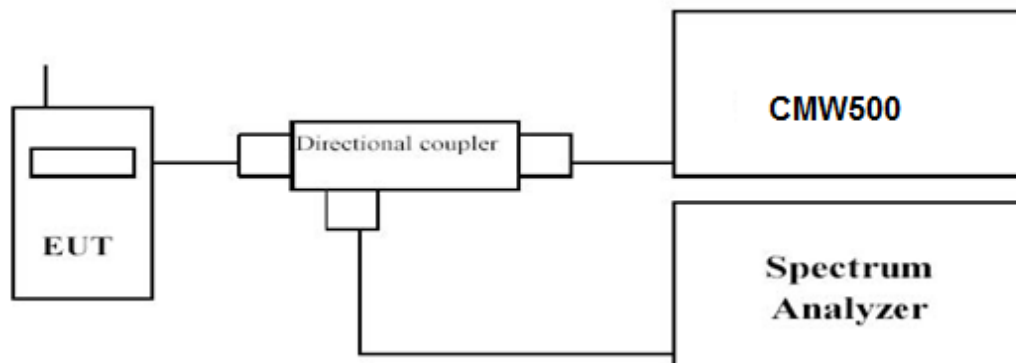 CMW500
Directional coupler
EUT
Spectrum
Analyzer